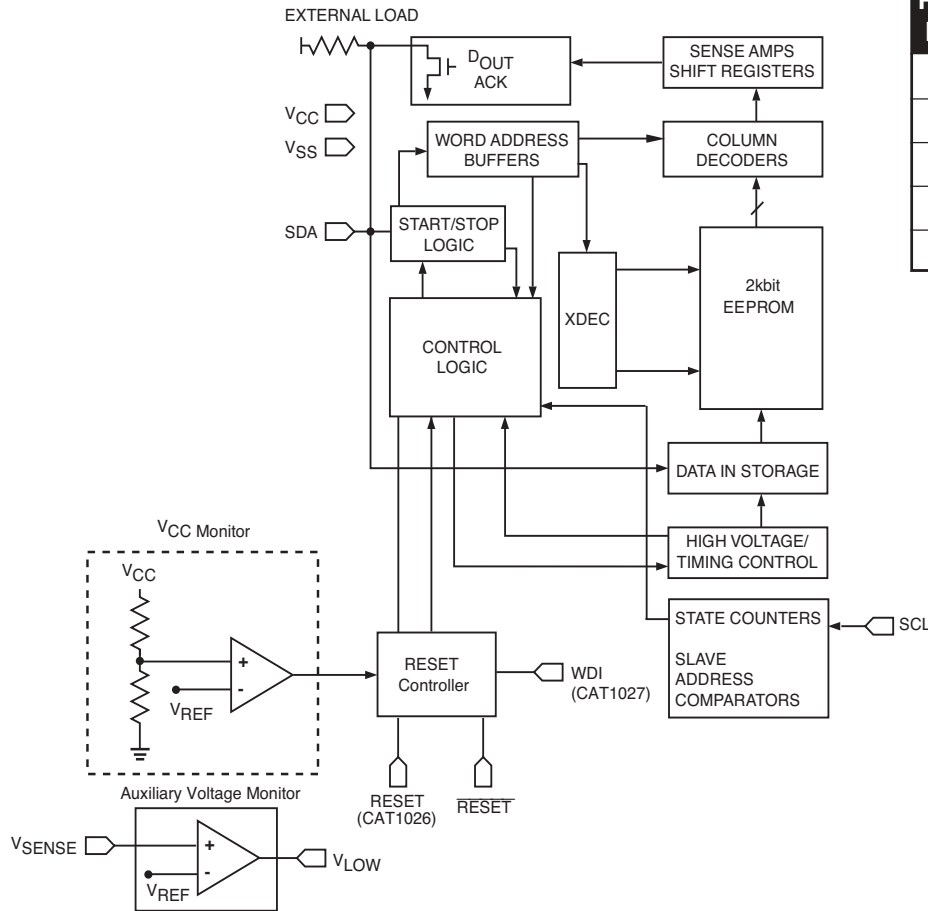 EXTERNAL LOAD
DOUT
ACK
SENSE AMPS
SHIFT REGISTERS
VCC
VSS
WORD ADDRESS
BUFFERS
COLUMN
DECODERS
SDA
START/STOP
LOGIC
XDEC
2kbit
EEPROM
CONTROL
LOGIC
DATA IN STORAGE
HIGH VOLTAGE/
TIMING CONTROL
VCC Monitor
VCC
+
-
VREF
RESET
Controller
WDI
(CAT1027)
STATE COUNTERS
SLAVE
ADDRESS
COMPARATORS
SCL
RESET
(CAT1026)
RESET
Auxiliary Voltage Monitor
VSENSE
+
-
VREF
VLOW